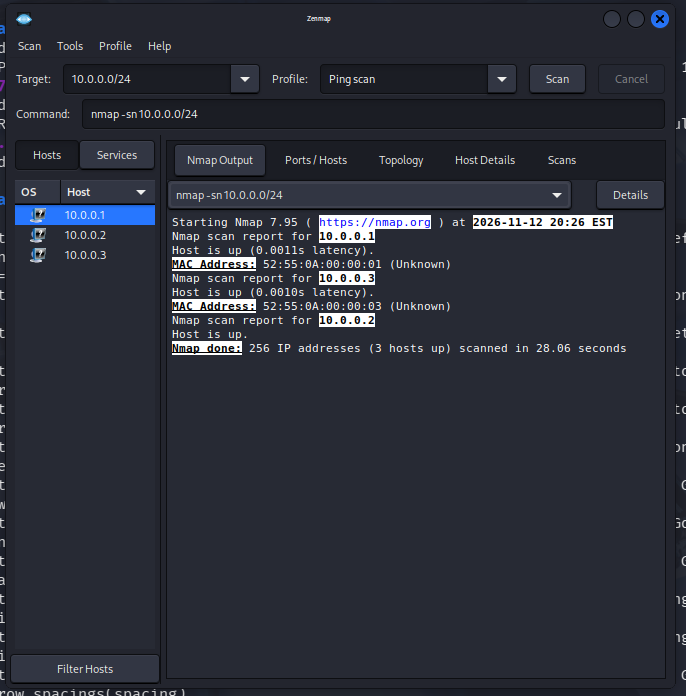 Zenmap
Scan Tools Profile Help
Target: 10.0.0.0/24 Profile: Ping scan Scan Cancel
Command: nmap -sn 10.0.0.0/24
Hosts Services
Nmap Output Ports / Hosts Topology Host Details Scans
OS Host
nmap -sn 10.0.0.0/24 Details
10.0.0.1
10.0.0.2
10.0.0.3
Starting Nmap 7.95 ( https://nmap.org ) at 2026-11-12 20:26 EST
Nmap scan report for 10.0.0.1
Host is up (0.0011s latency).
MAC Address: 52:55:0A:00:00:01 (Unknown)
Nmap scan report for 10.0.0.3
Host is up (0.0010s latency).
MAC Address: 52:55:0A:00:00:03 (Unknown)
Nmap scan report for 10.0.0.2
Host is up.
Nmap done: 256 IP addresses (3 hosts up) scanned in 28.06 seconds
Filter Hosts
row_spacings(spacing)